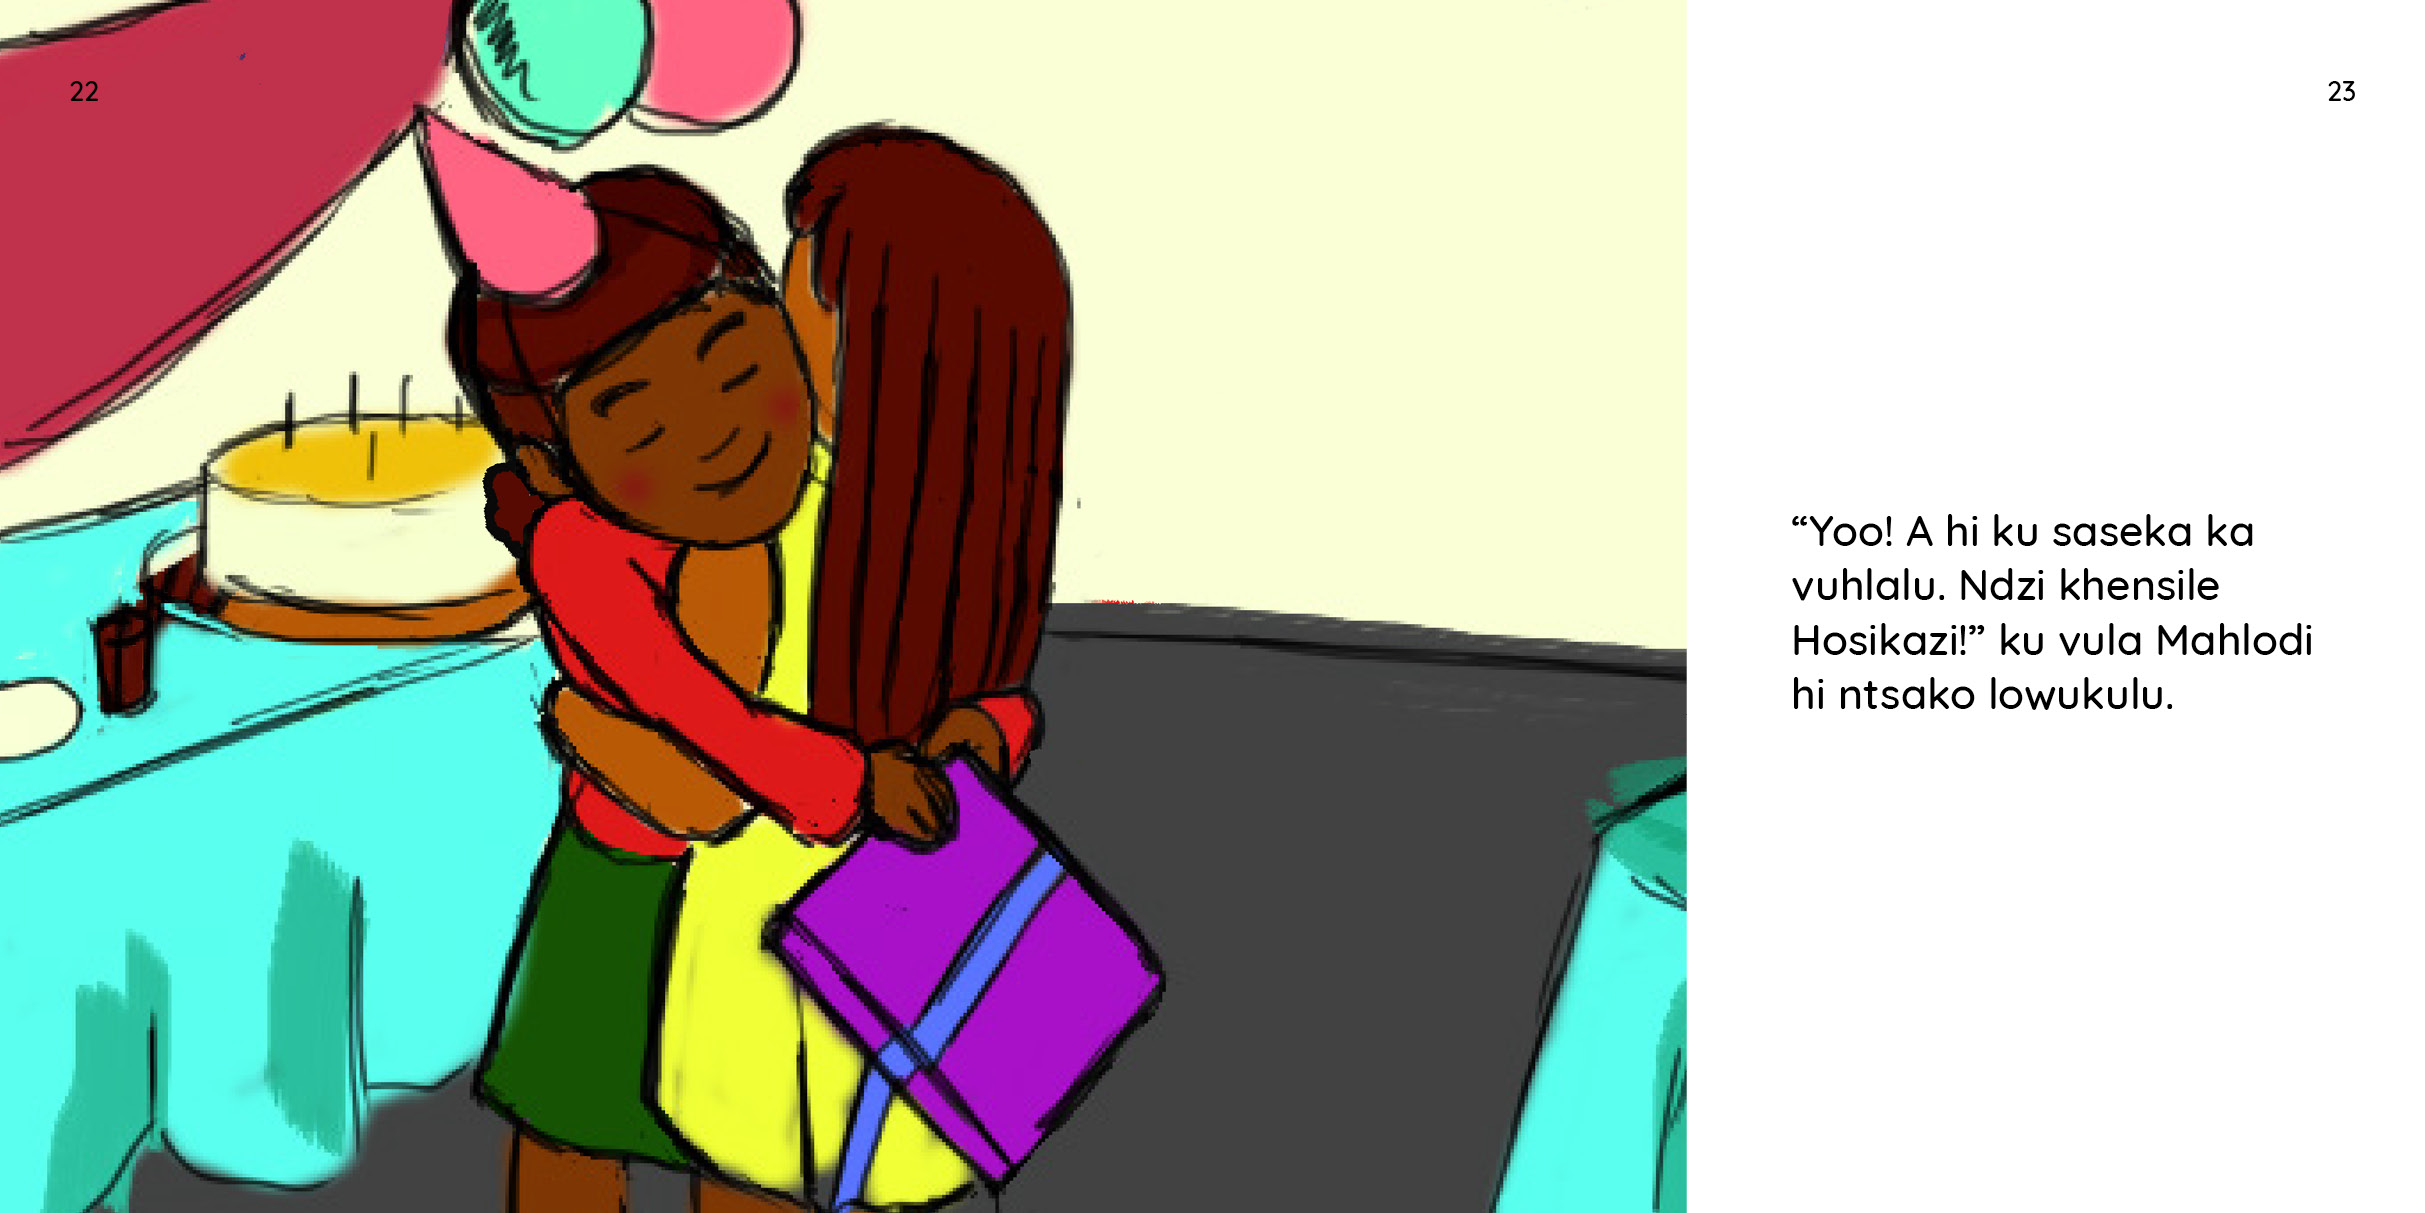 22
23
“Yoo! A hi ku saseka ka
vuhlalu. Ndzi khensile
Hosikazi!” ku vula Mahlodi
hi ntsako lowukulu.